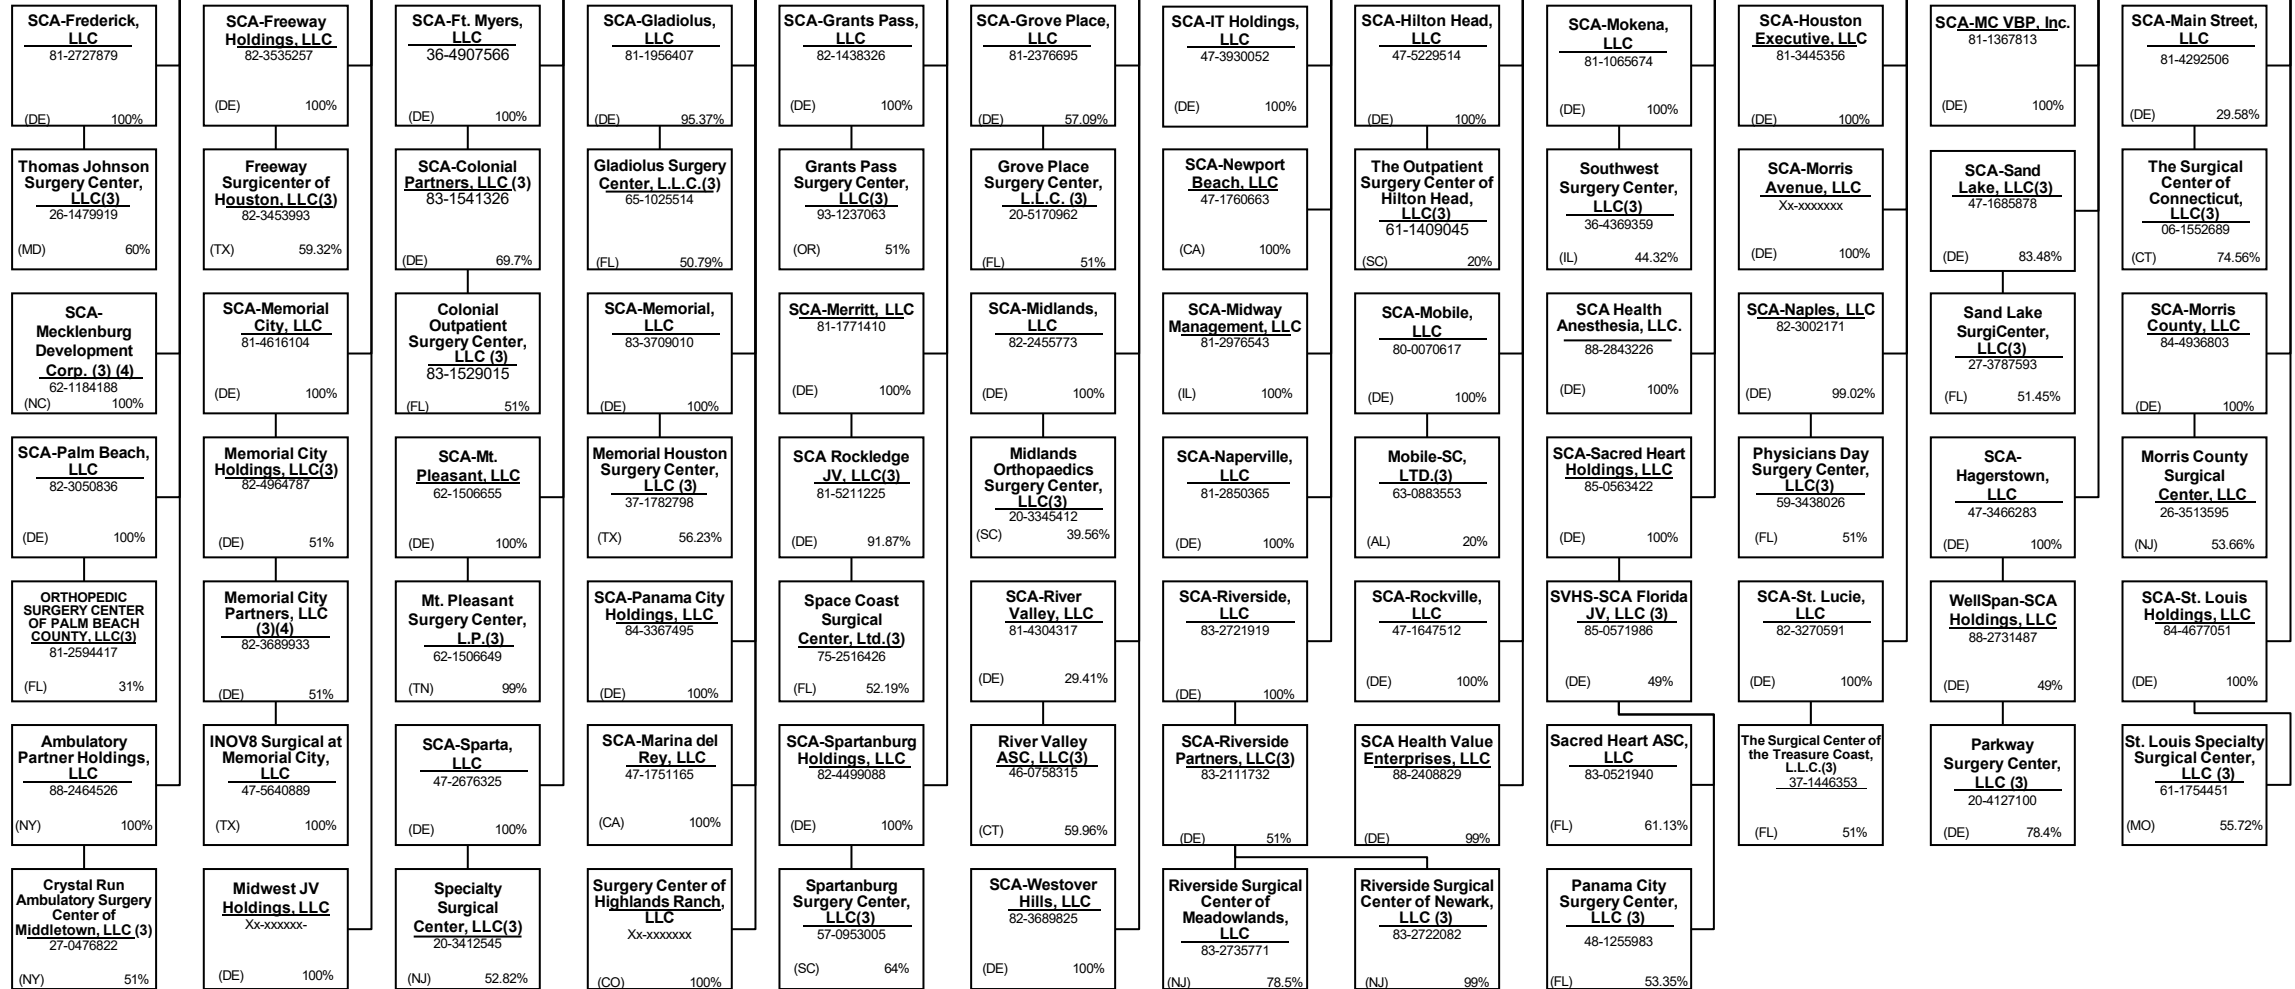 SCA-Frederick,
LLC
81-2727879
(DE) 100%
SCA-Freeway
Holdings, LLC
82-3535257
(DE) 100%
SCA-Ft. Myers,
LLC
36-4907566
(DE) 100%
SCA-Gladiolus,
LLC
81-1956407
(DE) 95.37%
SCA-Grants Pass,
LLC
82-1438326
(DE) 100%
SCA-Grove Place,
LLC
81-2376695
(DE) 57.09%
SCA-IT Holdings,
LLC
47-3930052
(DE) 100%
SCA-Hilton Head,
LLC
47-5229514
(DE) 100%
SCA-Mokena,
LLC
81-1065674
(DE) 100%
SCA-Houston
Executive, LLC
81-3445356
(DE) 100%
SCA-MC VBP, Inc.
81-1367813
(DE) 100%
SCA-Main Street,
LLC
81-4292506
(DE) 29.58%
Thomas Johnson
Surgery Center,
LLC(3)
26-1479919
(MD) 60%
Freeway
Surgicenter of
Houston, LLC(3)
82-3453993
(TX) 59.32%
SCA-Colonial
Partners, LLC (3)
83-1541326
(DE) 69.7%
Gladiolus Surgery
Center, L.L.C.(3)
65-1025514
(FL) 50.79%
Grants Pass
Surgery Center,
LLC(3)
93-1237063
(OR) 51%
Grove Place
Surgery Center,
L.L.C. (3)
20-5170962
(FL) 51%
SCA-Newport
Beach, LLC
47-1760663
(CA) 100%
The Outpatient
Surgery Center of
Hilton Head,
LLC(3)
61-1409045
(SC) 20%
Southwest
Surgery Center,
LLC(3)
36-4369359
(IL) 44.32%
SCA-Morris
Avenue, LLC
Xx-xxxxxxx
(DE) 100%
SCA-Sand
Lake, LLC(3)
47-1685878
(DE) 83.48%
The Surgical
Center of
Connecticut,
LLC(3)
06-1552689
(CT) 74.56%
SCA-
Mecklenburg
Development
Corp. (3) (4)
62-1184188
(NC) 100%
SCA-Memorial
City, LLC
81-4616104
(DE) 100%
Colonial
Outpatient
Surgery Center,
LLC (3)
83-1529015
(FL) 51%
SCA-Memorial,
LLC
83-3709010
(DE) 100%
SCA-Merritt, LLC
81-1771410
(DE) 100%
SCA-Midlands,
LLC
82-2455773
(DE) 100%
SCA-Midway
Management, LLC
81-2976543
(IL) 100%
SCA-Mobile,
LLC
80-0070617
(DE) 100%
SCA Health
Anesthesia, LLC.
88-2843226
(DE) 100%
SCA-Naples, LLC
82-3002171
(DE) 99.02%
Sand Lake
SurgiCenter,
LLC(3)
27-3787593
(FL) 51.45%
SCA-Morris
County, LLC
84-4936803
(DE) 100%
SCA-Palm Beach,
LLC
82-3050836
(DE) 100%
Memorial City
Holdings, LLC(3)
82-4964787
(DE) 51%
SCA-Mt.
Pleasant, LLC
62-1506655
(DE) 100%
Memorial Houston
Surgery Center,
LLC (3)
37-1782798
(TX) 56.23%
SCA Rockledge
JV, LLC(3)
81-5211225
(DE) 91.87%
Midlands
Orthopaedics
Surgery Center,
LLC(3)
20-3345412
(SC) 39.56%
SCA-Naperville,
LLC
81-2850365
(DE) 100%
Mobile-SC,
LTD.(3)
63-0883553
(AL) 20%
SCA-Sacred Heart
Holdings, LLC
85-0563422
(DE) 100%
Physicians Day
Surgery Center,
LLC(3)
59-3438026
(FL) 51%
SCA-
Hagerstown,
LLC
47-3466283
(DE) 100%
Morris County
Surgical
Center, LLC
26-3513595
(NJ) 53.66%
ORTHOPEDIC
SURGERY CENTER
OF PALM BEACH
COUNTY, LLC(3)
81-2594417
(FL) 31%
Memorial City
Partners, LLC
(3)(4)
82-3689933
(DE) 51%
Mt. Pleasant
Surgery Center,
L.P.(3)
62-1506649
(TN) 99%
SCA-Panama City
Holdings, LLC
84-3367495
(DE) 100%
Space Coast
Surgical
Center, Ltd.(3)
75-2516426
(FL) 52.19%
SCA-River
Valley, LLC
81-4304317
(DE) 29.41%
SCA-Riverside,
LLC
83-2721919
(DE) 100%
SCA-Rockville,
LLC
47-1647512
(DE) 100%
SVHS-SCA Florida
JV, LLC (3)
85-0571986
(DE) 49%
SCA-St. Lucie,
LLC
82-3270591
(DE) 100%
WellSpan-SCA
Holdings, LLC
88-2731487
(DE) 49%
SCA-St. Louis
Holdings, LLC
84-4677051
(DE) 100%
Ambulatory
Partner Holdings,
LLC
88-2464526
(NY) 100%
INOV8 Surgical at
Memorial City,
LLC
47-5640889
(TX) 100%
SCA-Sparta,
LLC
47-2676325
(DE) 100%
SCA-Marina del
Rey, LLC
47-1751165
(CA) 100%
SCA-Spartanburg
Holdings, LLC
82-4499088
(DE) 100%
River Valley
ASC, LLC(3)
46-0758315
(CT) 59.96%
SCA-Riverside
Partners, LLC(3)
83-2111732
(DE) 51%
SCA Health Value
Enterprises, LLC
88-2408829
(DE) 99%
Sacred Heart ASC,
LLC
83-0521940
(FL) 61.13%
The Surgical Center of
the Treasure Coast,
L.L.C.(3)
37-1446353
(FL) 51%
Parkway
Surgery Center,
LLC (3)
20-4127100
(DE) 78.4%
St. Louis Specialty
Surgical Center,
LLC (3)
61-1754451
(MO) 55.72%
Crystal Run
Ambulatory Surgery
Center of
Middletown, LLC (3)
27-0476822
(NY) 51%
Midwest JV
Holdings, LLC
Xx-xxxxxx-
(DE) 100%
Specialty
Surgical
Center, LLC(3)
20-3412545
(NJ) 52.82%
Surgery Center of
Highlands Ranch,
LLC
Xx-xxxxxxx
(CO) 100%
Spartanburg
Surgery Center,
LLC(3)
57-0953005
(SC) 64%
SCA-Westover
Hills, LLC
82-3689825
(DE) 100%
Riverside Surgical
Center of
Meadowlands,
LLC
83-2735771
(NJ) 78.5%
Riverside Surgical
Center of Newark,
LLC (3)
83-2722082
(NJ) 99%
Panama City
Surgery Center,
LLC (3)
48-1255983
(FL) 53.35%